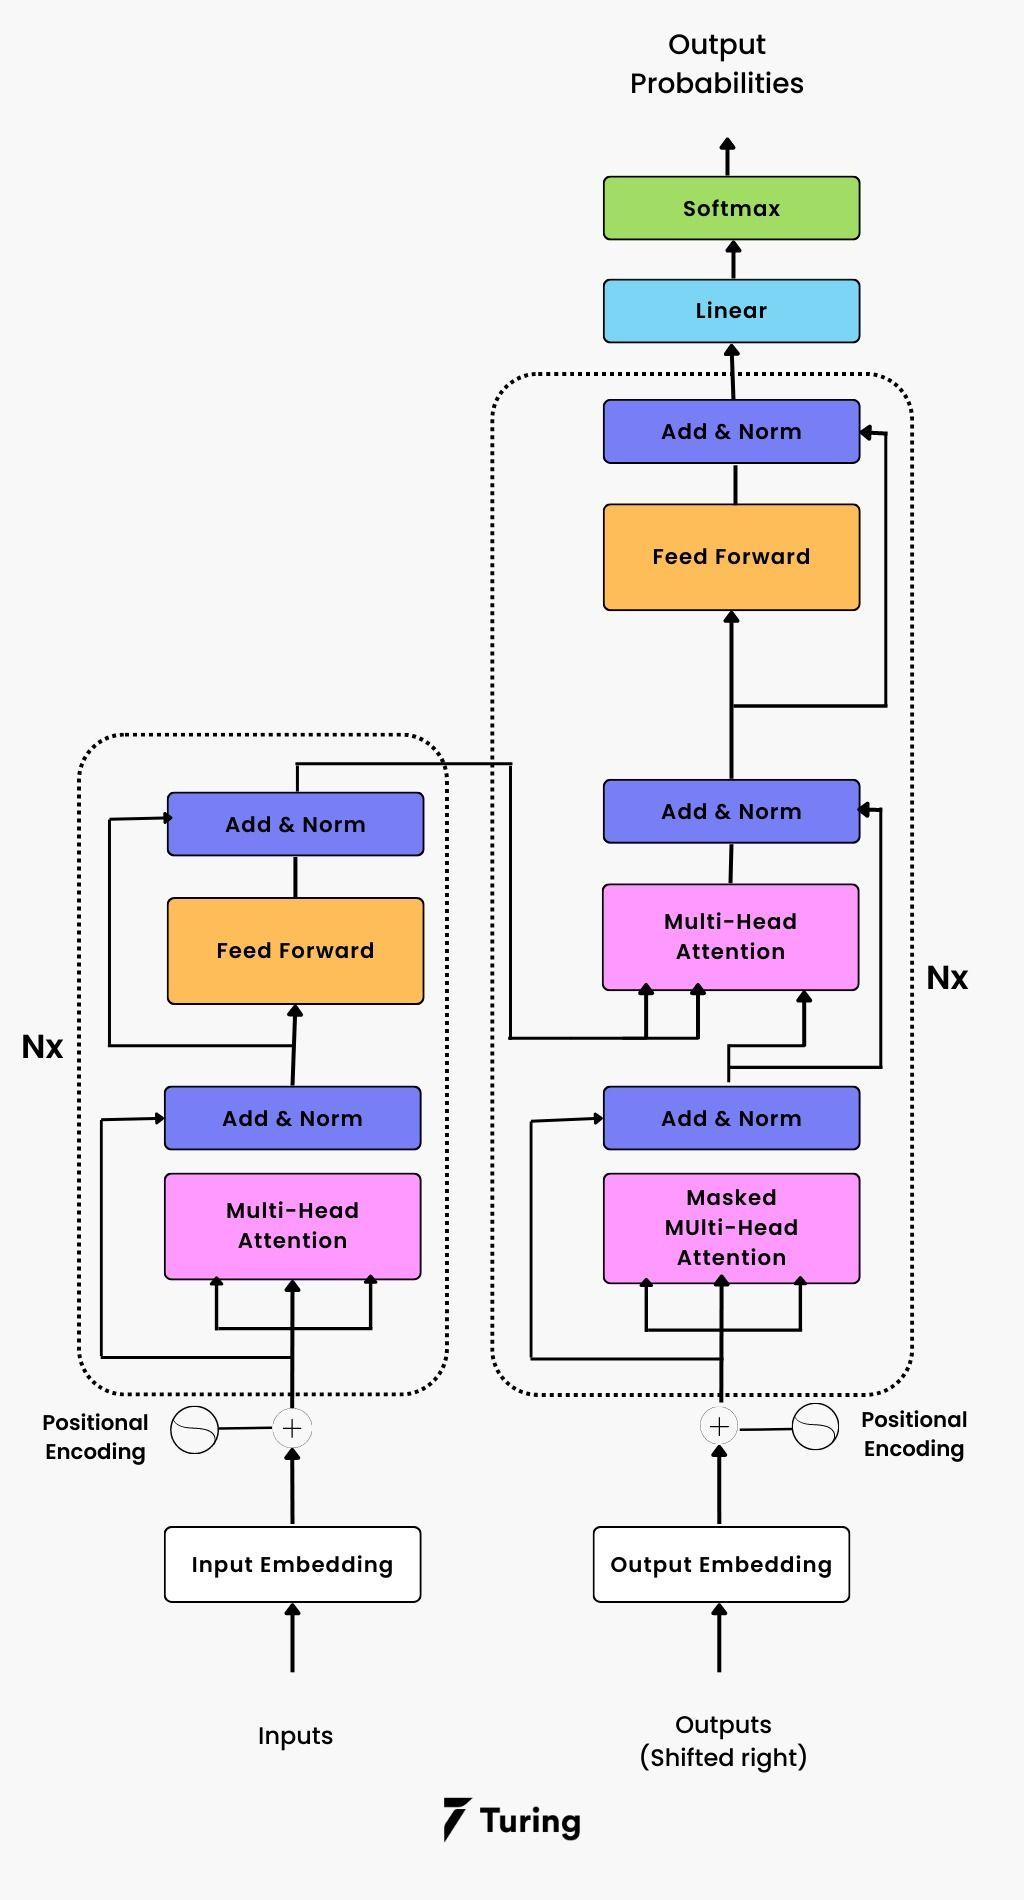 Output
Probabilities
Softmax
Linear
Add & Norm
Feed Forward
Add & Norm
Multi-Head
Attention
Nx
Add & Norm
Masked
MUlti-Head
Attention
Positional
Encoding
Output Embedding
Outputs
(Shifted right)
Add & Norm
Feed Forward
Nx
Add & Norm
Multi-Head
Attention
Positional
Encoding
Input Embedding
Inputs
Turing